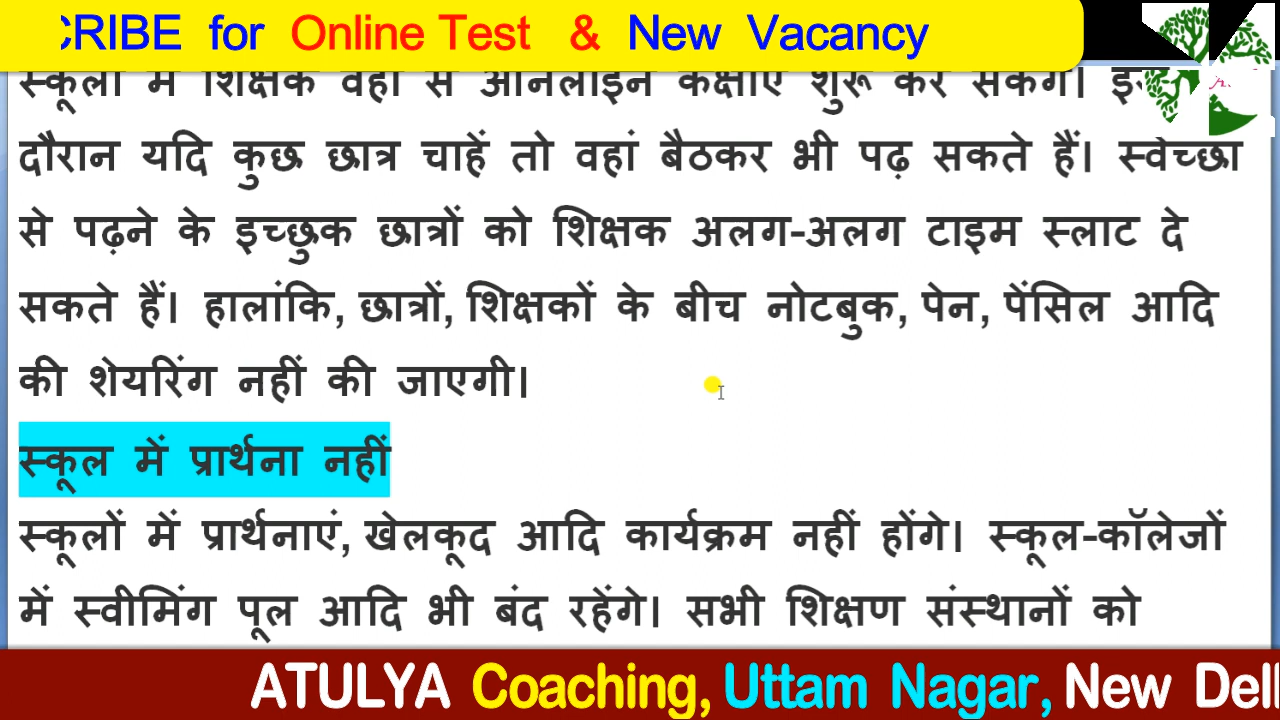 RIBE for Online Test & New Vacancy
स्कूलों में शिक्षक वहीं से ऑनलाइन कक्षाएं शुरू कर सकेंगे।
दौरान यदि कुछ छात्र चाहें तो वहां बैठकर भी पढ़ सकते हैं। स्वेच्छा
से पढ़ने के इच्छुक छात्रों को शिक्षक अलग-अलग टाइम स्लाट दे
सकते हैं। हालांकि, छात्रों, शिक्षकों के बीच नोटबुक, पेन, पेंसिल आदि
की शेयरिंग नहीं की जाएगी।
स्कूल में प्रार्थना नहीं
स्कूलों में प्रार्थनाएं, खेलकूद आदि कार्यक्रम नहीं होंगे। स्कूल-कॉलेजों
में स्वीमिंग पूल आदि भी बंद रहेंगे। सभी शिक्षण संस्थानों को
ATULYA Coaching, Uttam Nagar, New Del